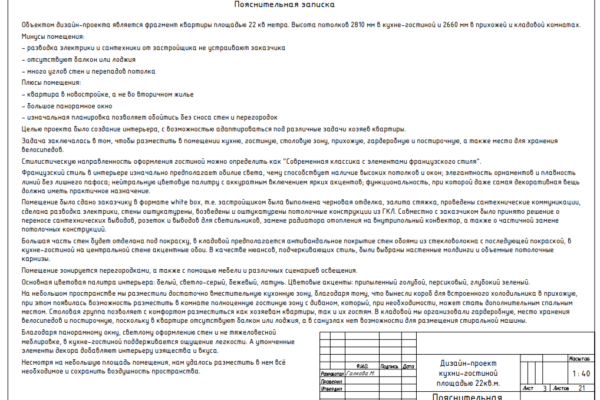 Пояснительная записка
Объектом дизайн-проекта является фрагмент квартиры площадью 22 кв метра. Высота потолков 2810 мм в кухне-гостиной и 2660 мм в прихожей и кладовой комнатах.
Минусы помещения:
- разводка электрики и сантехники от застройщика не устраивает заказчика
- отсутствует балкон или лоджия
- много углов стен и перепадов потолка
Плюсы помещения:
- квартира в новостройке, а не во вторичном жилье
- большое панорамное окно
- изначальная планировка позволяет обойтись без сноса стен и перегородок
Целью проекта было создание интерьера, с возможностью адаптироваться под различные задачи хозяев квартиры.
Задача заключалась в том, чтобы разместить в помещении кухне, гостиную, столовую зону, прихожую, гардеробную и постирочную, а также место для хранения
велосипедов.
Стилистическую направленность оформления гостиной можно определить как "Современная классика с элементами французского стиля".
Французский стиль в интерьере изначально предполагает обилие света, чему способствует наличие высоких потолков и окон; элегантность орнаментов и плавность
линий без лишнего пафоса; нейтральную цветовую палитру с аккуратным включением ярких акцентов; функциональность, при которой даже самая декоративная вещь
должна иметь практичное назначение.
Помещение было сдано заказчику в формате white box, т.е. застройщиком была выполнена черновая отделка, залита стяжка, проведены сантехнические коммуникации,
сделана разводка электрики, стены оштукатурены, возведены и оштукатурены потолочные конструкции из ГКЛ. Совместно с заказчиком было принято решение о
переносе сантехнических выводов, розеток и выводов для светильников, замене радиатора отопления на внутрипольный конвектор, а также о частичной замене
потолочных конструкций.
Большая часть стен будет отделана под покраску, в кладовой предполагается антивандальное покрытие стен обоями из стекловолокна с последующей покраской, в
кухне-гостиной на центральной стене акцентные обои. В качестве нюансов, подчеркивающих стиль, были выбраны настенные молдинги и объемные потолочные
карнизы.
Помещение зонируется перегородками, а также с помощью мебели и различных сценариев освещения.
Основная цветовая палитра интерьера: белый, светло-серый, бежевый, латунь. Цветовые акценты: припыленный голубой, персиковый, глубокий зеленый.
На небольшом пространстве мы разместили достаточно вместительную кухонную зону, благодаря тому, что вынесли короб для встроенного холодильника в прихожую,
при этом появилась возможность разместить в комнате полноценную гостиную зону с диваном, который, при необходимости, может стать дополнительным спальным
местом. Столовая группа позволяет с комфортом разместиться как хозяевам квартиры, так и их гостям. В кладовой мы организовали гардеробную, место хранения
велосипедов и постирочную, поскольку в квартире отсутствует балкон или лоджия, а в санузлах нет возможности для размещения стиральной машины.
Благодаря панорамному окну, светлому оформлению стен и не тяжеловесной
меблировке, в кухне-гостиной поддерживается ощущение легкости. А утонченные
элементы декора добавляют интерьеру изящества и вкуса.
Несмотря на небольшую площадь помещения, нам удалось разместить в нем всё
необходимое и сохранить воздушность пространства.
Ф.И.О. Подпись Дата
Разработал Галкова М.
Проверил
Утвердил
Дизайн-проект
кухни-гостиной
площадью 22кв.м.
Масштаб
1:40
Лист 3 Листов 21
Пояснительная